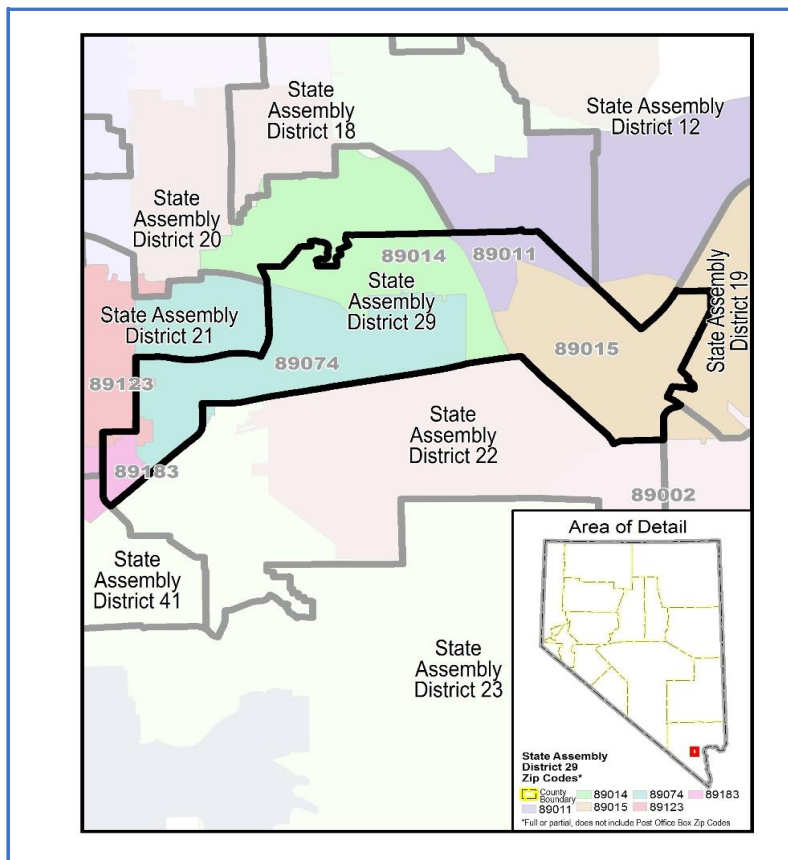 State
Assembly
District 18
State Assembly
District 12
State
Assembly
District 20
89014
89011
State
Assembly
District 29
State Assembly
District 19
State Assembly
District 21
89015
89074
89123
State
Assembly
District 22
89183
89002
State
Assembly
District 41
State
Assembly
District 23
Area of Detail
State Assembly
District 29
Zip Codes*
County
Boundary
89014
89074
89183
89011
89015
89123
*Full or partial, does not include Post Office Box Zip Codes